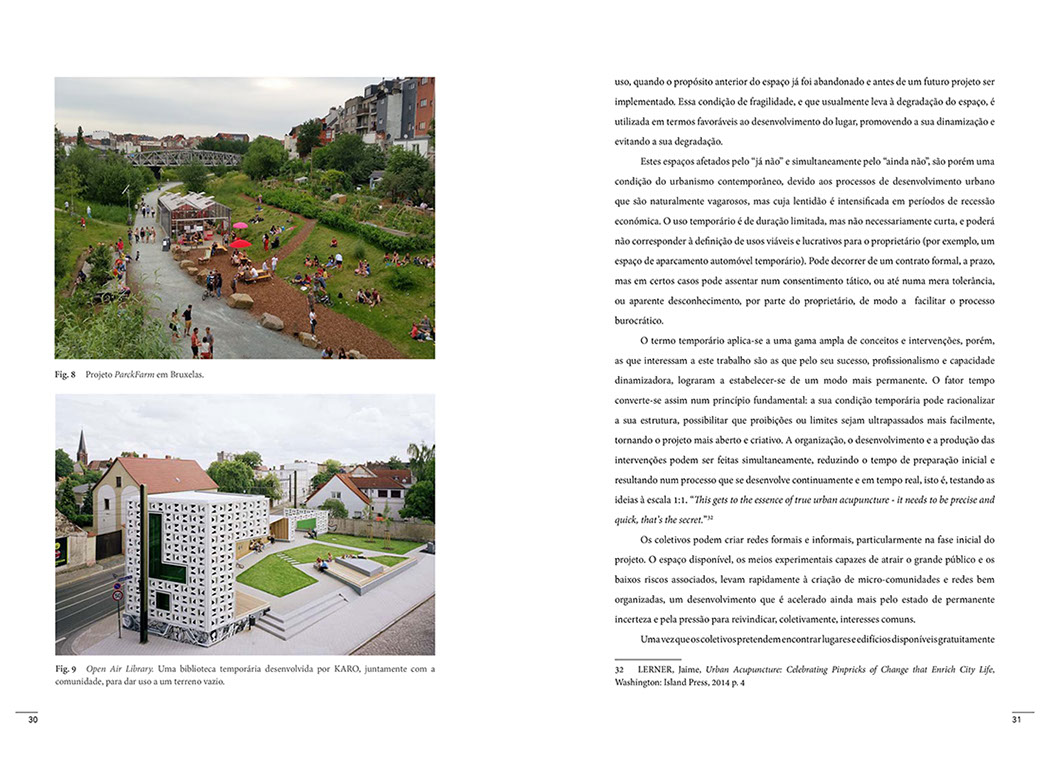 Fig. 8 Projeto ParckFarm em Bruxelas.
Fig. 9 Open Air Library. Uma biblioteca temporária desenvolvida por KARO, juntamente com a
comunidade, para dar uso a um terreno vazio.
30
uso, quando o propósito anterior do espaço já foi abandonado e antes de um futuro projeto ser
implementado. Essa condição de fragilidade, e que usualmente leva à degradação do espaço, é
utilizada em termos favoráveis ao desenvolvimento do lugar, promovendo a sua dinamização e
evitando a sua degradação.
Estes espaços afetados pelo “já não” e simultaneamente pelo “ainda não”, são porém uma
condição do urbanismo contemporâneo, devido aos processos de desenvolvimento urbano
que são naturalmente vagarosos, mas cuja lentidão é intensificada em períodos de recessão
económica. O uso temporário é de duração limitada, mas não necessariamente curta, e poderá
não corresponder à definição de usos viáveis e lucrativos para o proprietário (por exemplo, um
espaço de aparcamento automóvel temporário). Pode decorrer de um contrato formal, a prazo,
mas em certos casos pode assentar num consentimento tático, ou até numa mera tolerância,
ou aparente desconhecimento, por parte do proprietário, de modo a facilitar o processo
burocrático.
O termo temporário aplica-se a uma gama ampla de conceitos e intervenções, porém,
as que interessam a este trabalho são as que pelo seu sucesso, profissionalismo e capacidade
dinamizadora, lograram a estabelecer-se de um modo mais permanente. O fator tempo
converte-se assim num princípio fundamental: a sua condição temporária pode racionalizar
a sua estrutura, possibilitar que proibições ou limites sejam ultrapassados mais facilmente,
tornando o projeto mais aberto e criativo. A organização, o desenvolvimento e a produção das
intervenções podem ser feitas simultaneamente, reduzindo o tempo de preparação inicial e
resultando num processo que se desenvolve continuamente e em tempo real, isto é, testando as
ideias à escala 1:1. “This gets to the essence of true urban acupuncture - it needs to be precise and
quick, that’s the secret.”32
Os coletivos podem criar redes formais e informais, particularmente na fase inicial do
projeto. O espaço disponível, os meios experimentais capazes de atrair o grande público e os
baixos riscos associados, levam rapidamente à criação de micro-comunidades e redes bem
organizadas, um desenvolvimento que é acelerado ainda mais pelo estado de permanente
incerteza e pela pressão para reivindicar, coletivamente, interesses comuns.
Uma vez que os coletivos pretendem encontrar lugares e edifícios disponíveis gratuitamente
32 LERNER, Jaime, Urban Acupuncture: Celebrating Pinpricks of Change that Enrich City Life,
Washington: Island Press, 2014 p. 4
31